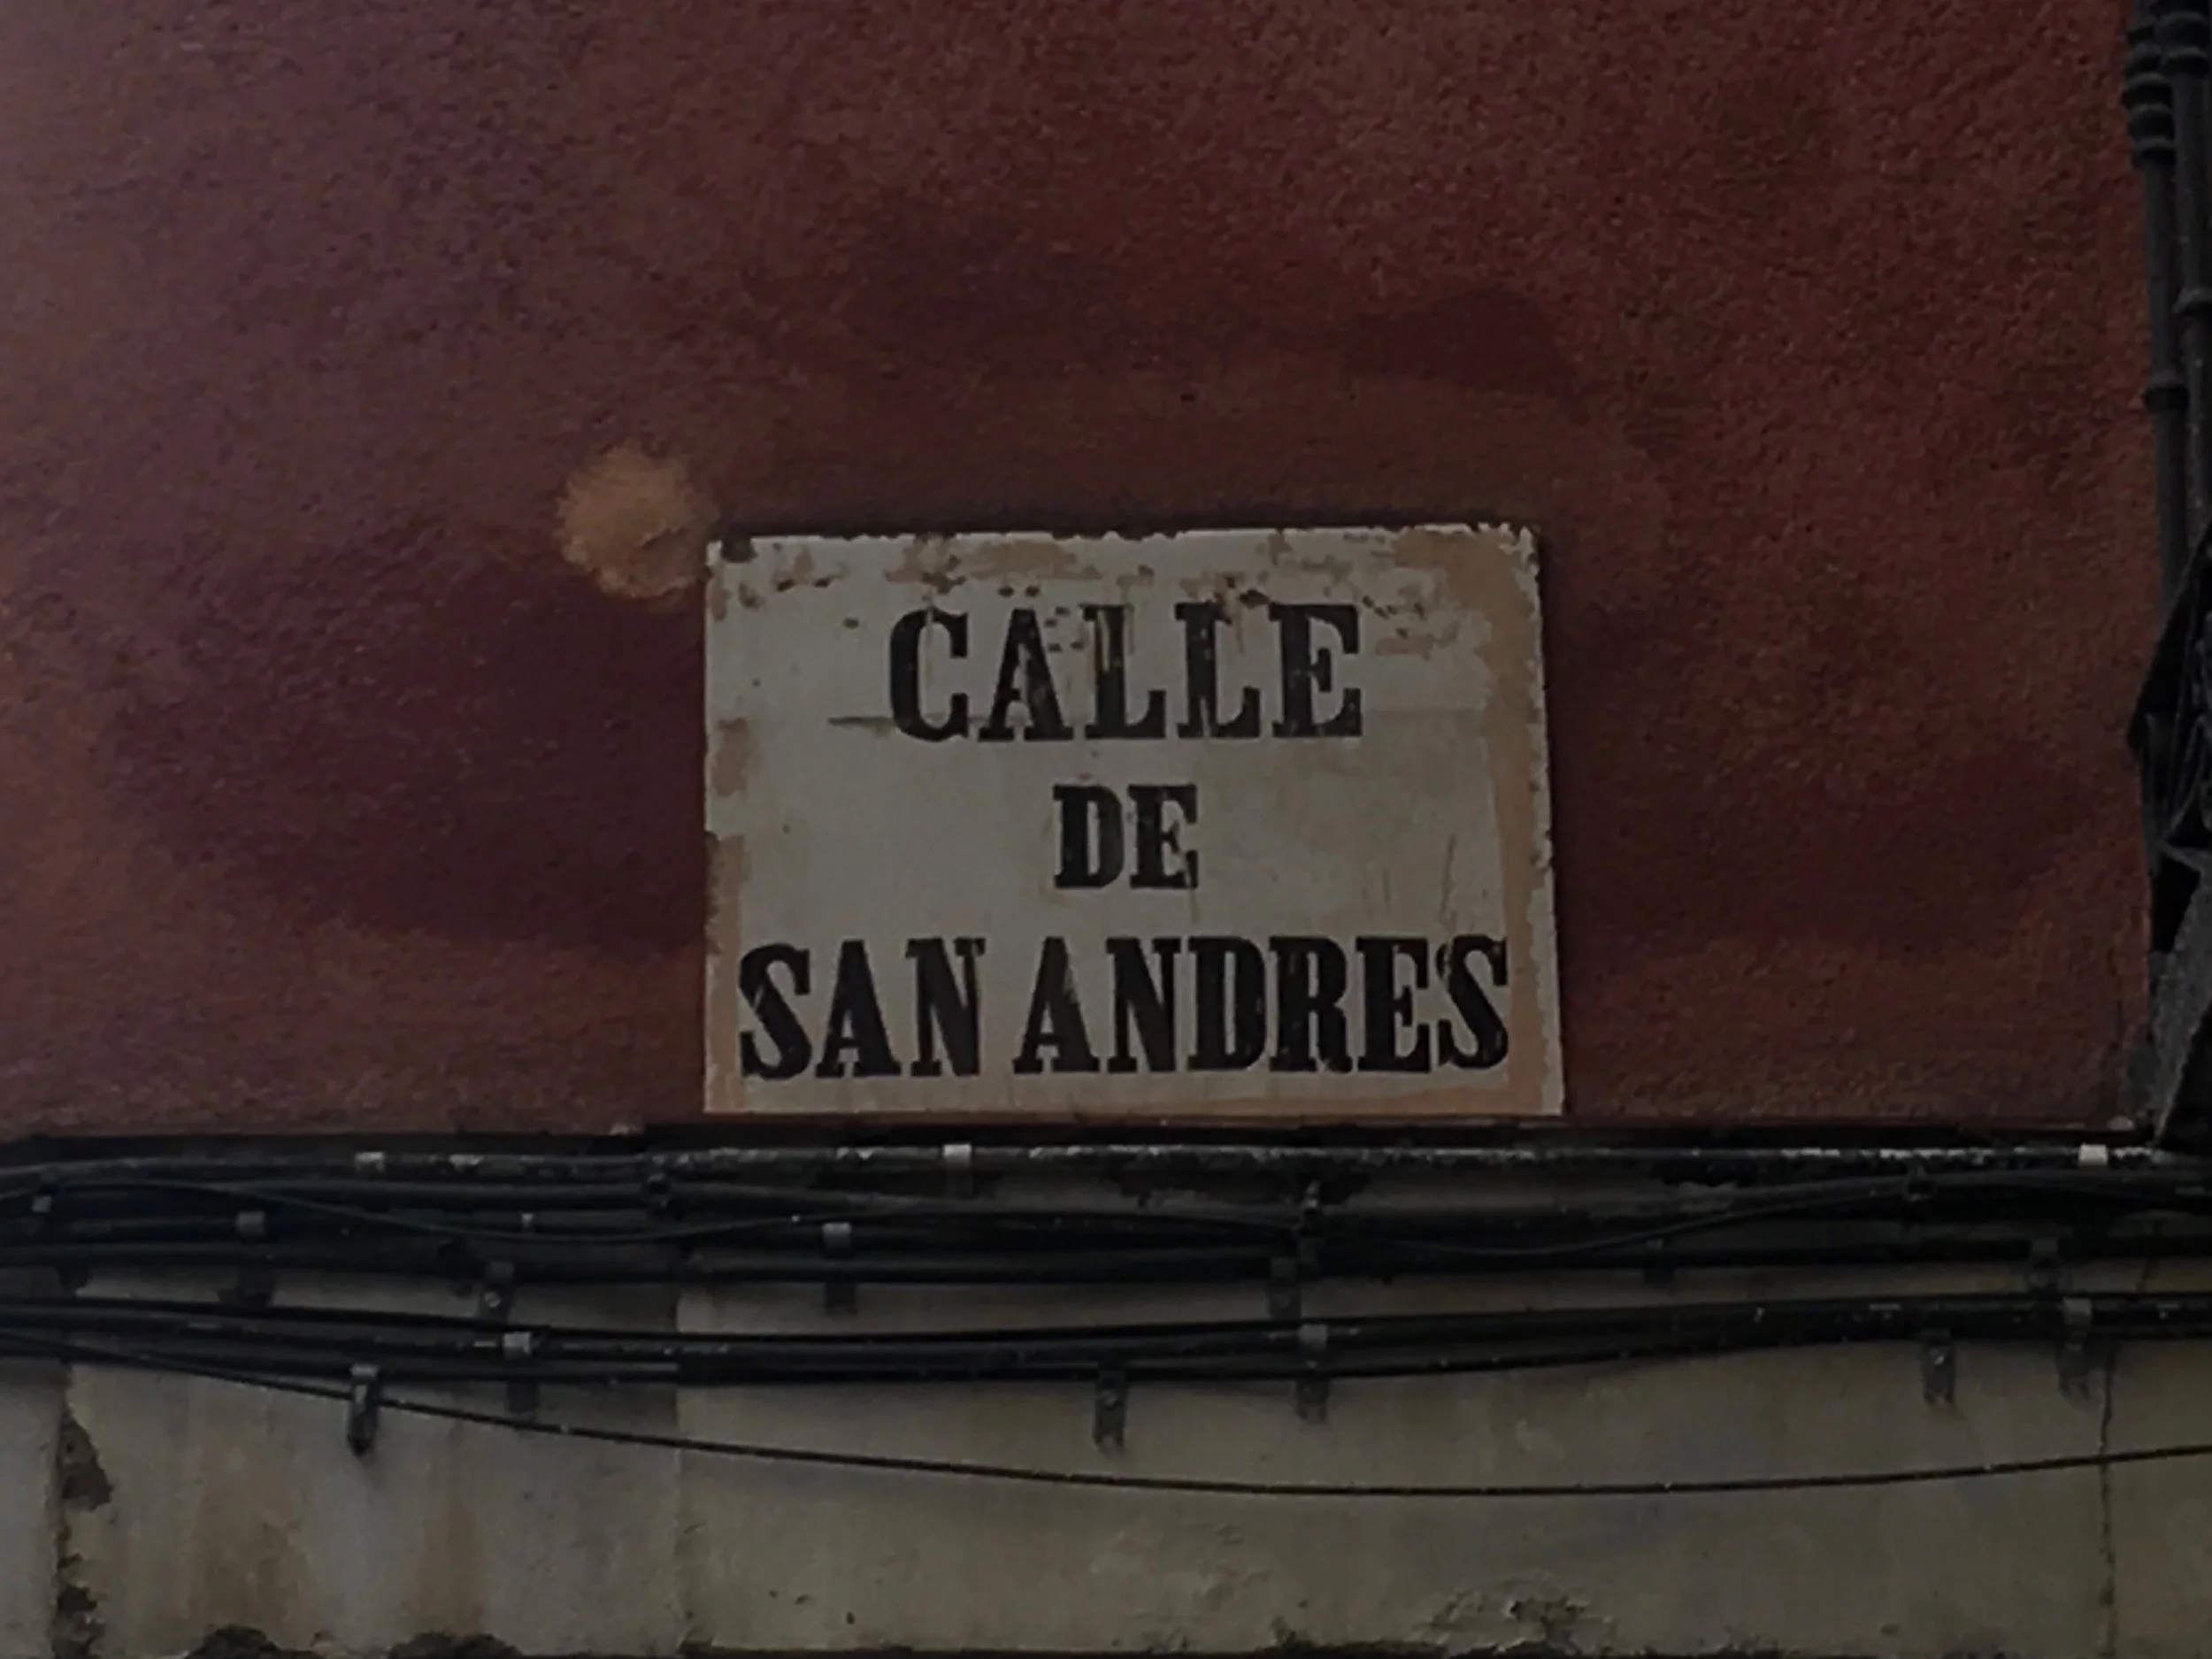 CALLE
DE
SAN ANDRES